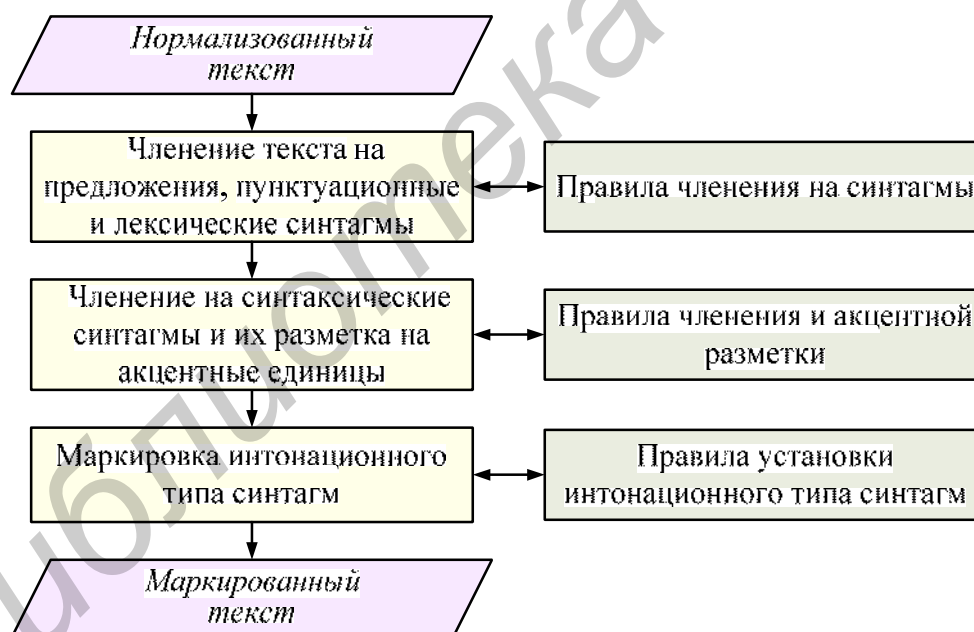 Нормализованный
текст
Членение текста на
предложения, пунктуационные
и лексические синтагмы
Правила членения на синтагмы
Членение на синтаксические
синтагмы и их разметка на
акцентные единицы
Правила членения и акцентной
разметки
Маркировка интонационного
типа синтагм
Правила установки
интонационного типа синтагм
Маркированный
текст